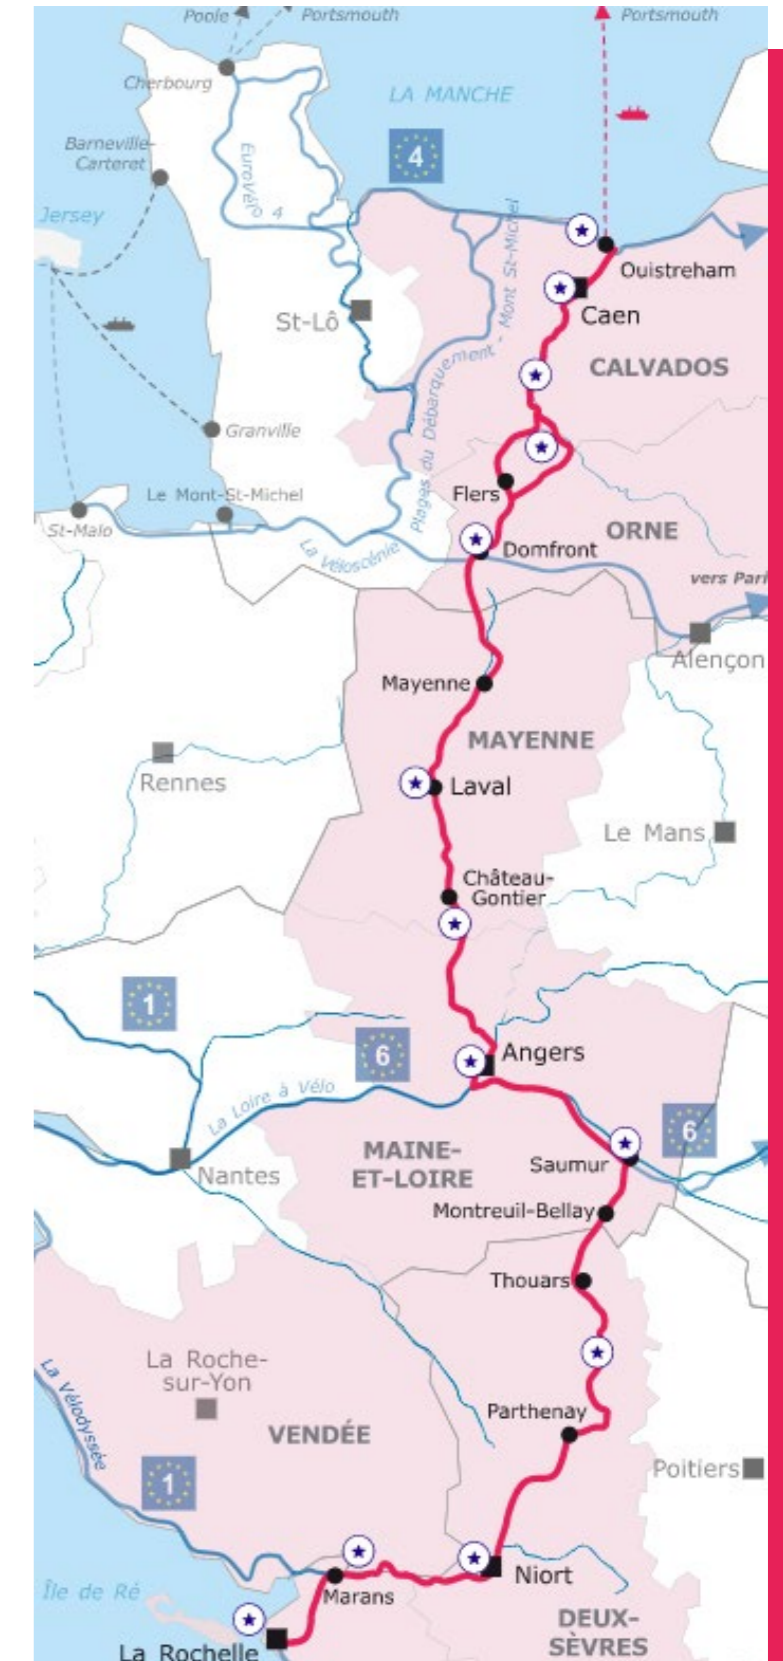 Poole
Portsmouth
Portsmouth
Cherbourg
LA MANCHE
Barneville-
Carteret
4
EuroVélo 4
Jersey
Plages du Débarquement - Mont St-Michel
Ouistreham
Caen
St-Lô
CALVADOS
Granville
Flers
Le Mont-St-Michel
St-Malo
ORNE
La Véloscénie
Domfront
vers Pari
Alençon
Mayenne
MAYENNE
Rennes
Laval
Le Mans
Château-
Gontier
1
6
Angers
La Loire à Vélo
6
MAINE-
ET-LOIRE
Saumur
Nantes
Montreuil-Bellay
Thouars
La Roche-
sur-Yon
La Vélodyssée
Parthenay
VENDÉE
1
Poitiers
Île de Ré
Niort
Marans
DEUX-
SÈVRES
La Rochelle